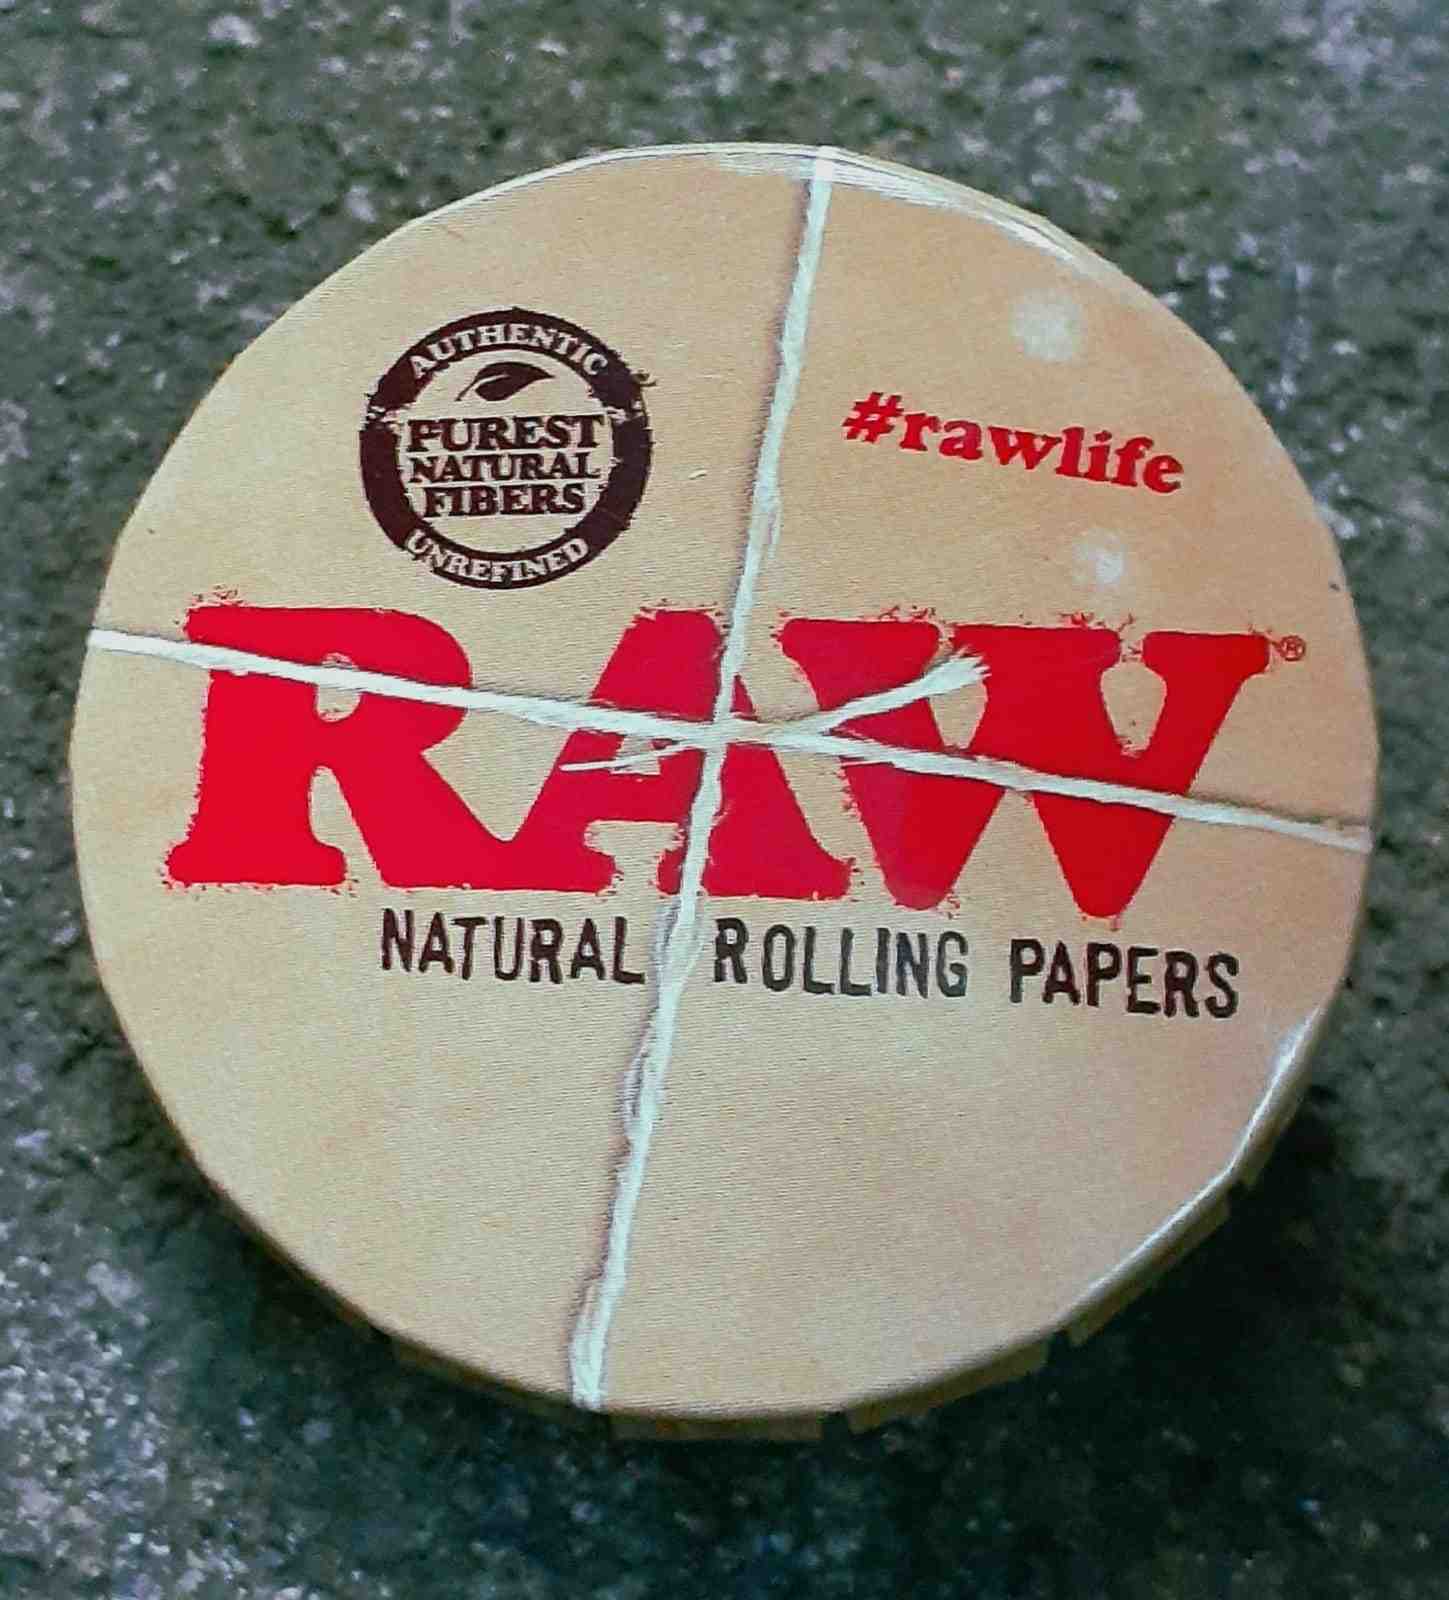 AUTHENTIC
PUREST
NATURAL
FIBERS
UNREFINED
#rawlife
RAW®
NATURAL ROLLING PAPERS